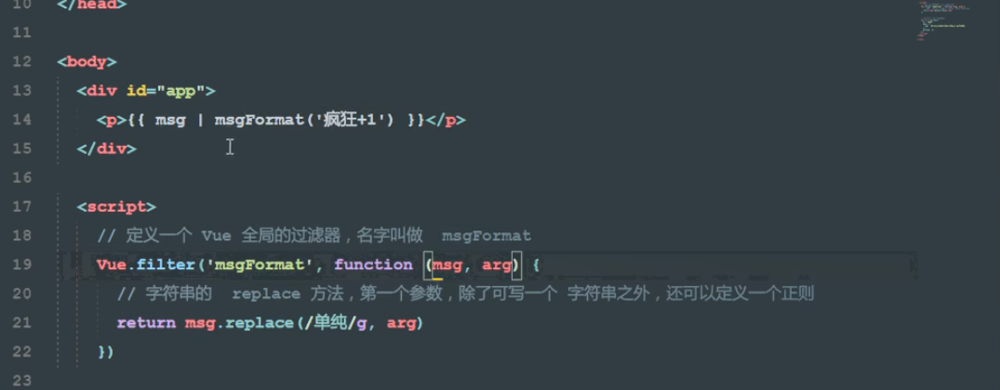 10 </head>
11
12 <body>
13 <div id="app">
14 <p>{{ msg | msgFormat('疯狂+1') }}</p>
15 </div>
16
17 <script>
18 // 定义一个 Vue 全局的过滤器，名字叫做 msgFormat
19 Vue.filter('msgFormat', function (msg, arg) {
20 // 字符串的 replace 方法，第一个参数，除了可写一个 字符串之外，还可以定义一个正则
21 return msg.replace(/单纯/g, arg)
22 })
23